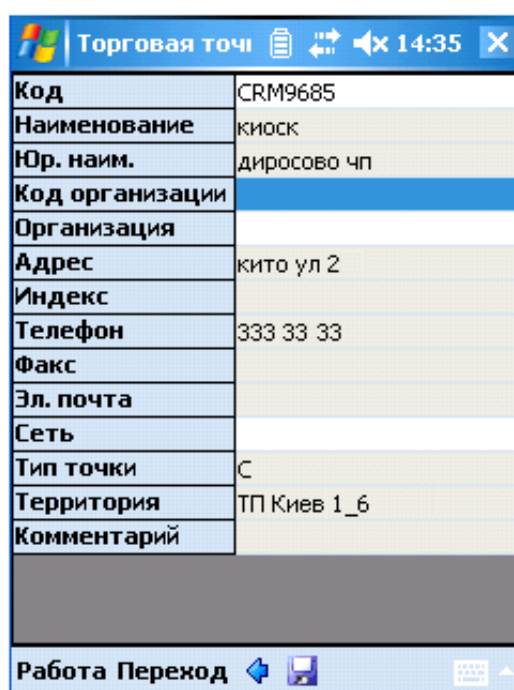 Торговая точі 14:35
Код CRM9685
Наименование киоск
Юр. наим. диросово чп
Код организации
Организация
Адрес кито ул 2
Индекс
Телефон 333 33 33
Факс
Эл. почта
Сеть
Тип точки C
Территория ТП Киев 1_6
Комментарий
Работа Переход